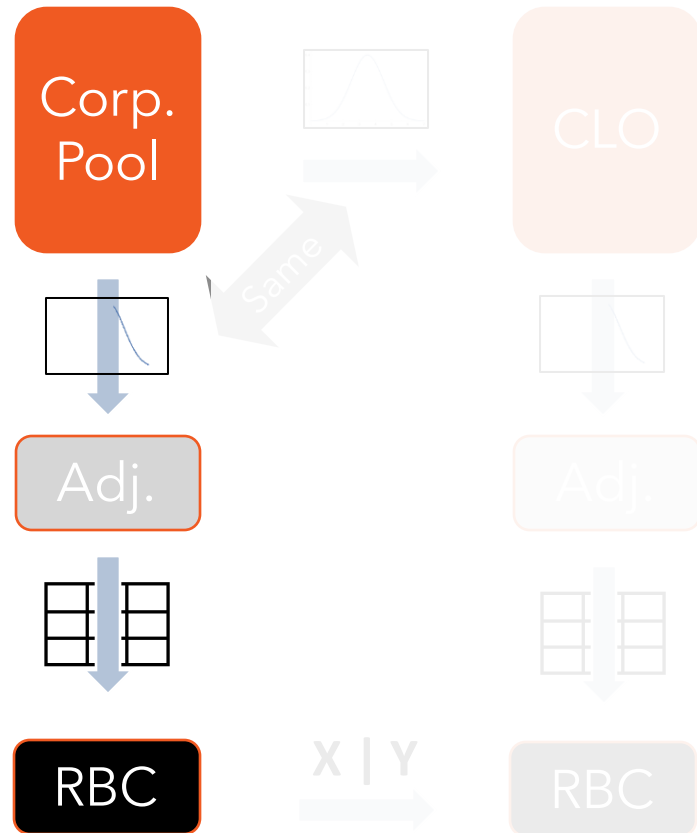 Corp.
Pool
CLO
Same
Adj.
Adj.
X | Y
RBC
RBC